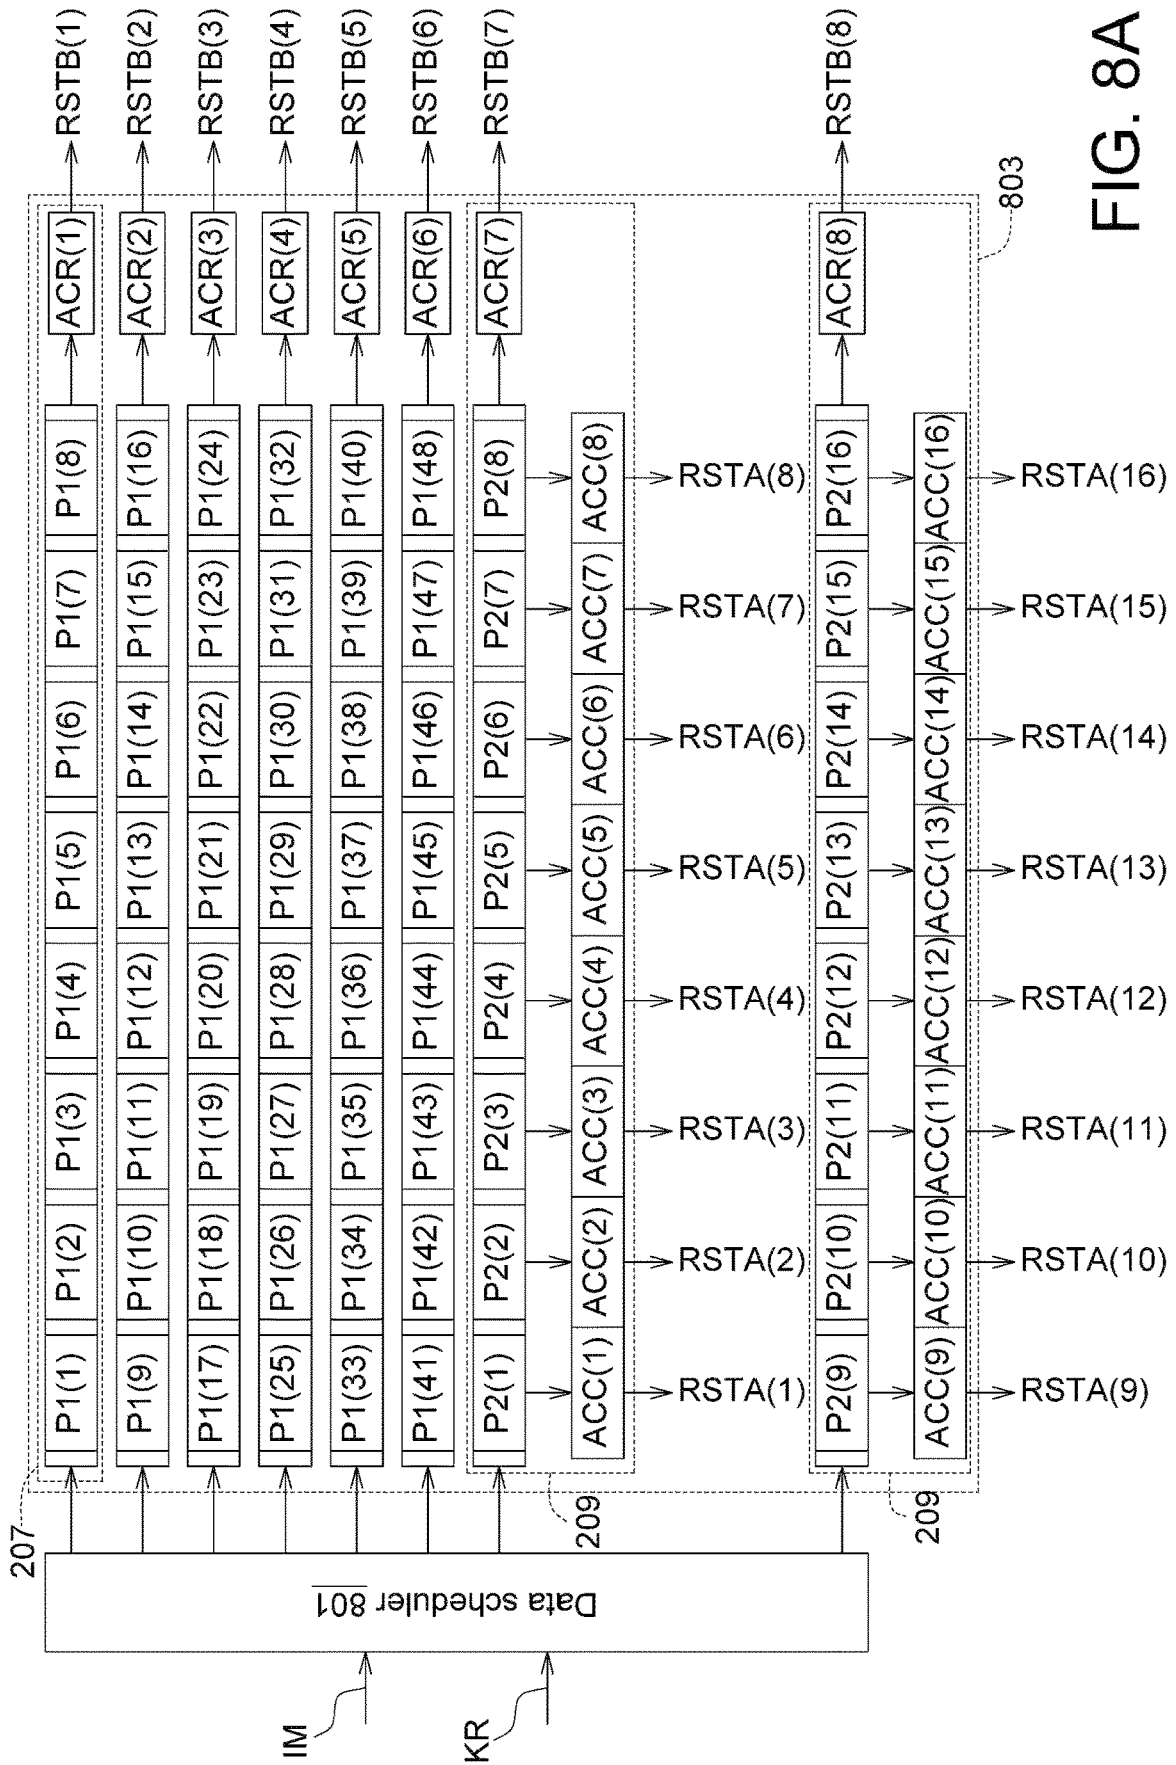 IM
KR
Data scheduler 801
207
P1(1) P1(2) P1(3) P1(4) P1(5) P1(6) P1(7) P1(8) ACR(1) RSTB(1)
P1(9) P1(10) P1(11) P1(12) P1(13) P1(14) P1(15) P1(16) ACR(2) RSTB(2)
P1(17) P1(18) P1(19) P1(20) P1(21) P1(22) P1(23) P1(24) ACR(3) RSTB(3)
P1(25) P1(26) P1(27) P1(28) P1(29) P1(30) P1(31) P1(32) ACR(4) RSTB(4)
P1(33) P1(34) P1(35) P1(36) P1(37) P1(38) P1(39) P1(40) ACR(5) RSTB(5)
P1(41) P1(42) P1(43) P1(44) P1(45) P1(46) P1(47) P1(48) ACR(6) RSTB(6)
P2(1) P2(2) P2(3) P2(4) P2(5) P2(6) P2(7) P2(8) ACR(7) RSTB(7)
209
ACC(1) ACC(2) ACC(3) ACC(4) ACC(5) ACC(6) ACC(7) ACC(8)
RSTA(1) RSTA(2) RSTA(3) RSTA(4) RSTA(5) RSTA(6) RSTA(7) RSTA(8)
P2(9) P2(10) P2(11) P2(12) P2(13) P2(14) P2(15) P2(16) ACR(8) RSTB(8)
209
ACC(9) ACC(10) ACC(11) ACC(12) ACC(13) ACC(14) ACC(15) ACC(16)
803
RSTA(9) RSTA(10) RSTA(11) RSTA(12) RSTA(13) RSTA(14) RSTA(15) RSTA(16)
FIG. 8A